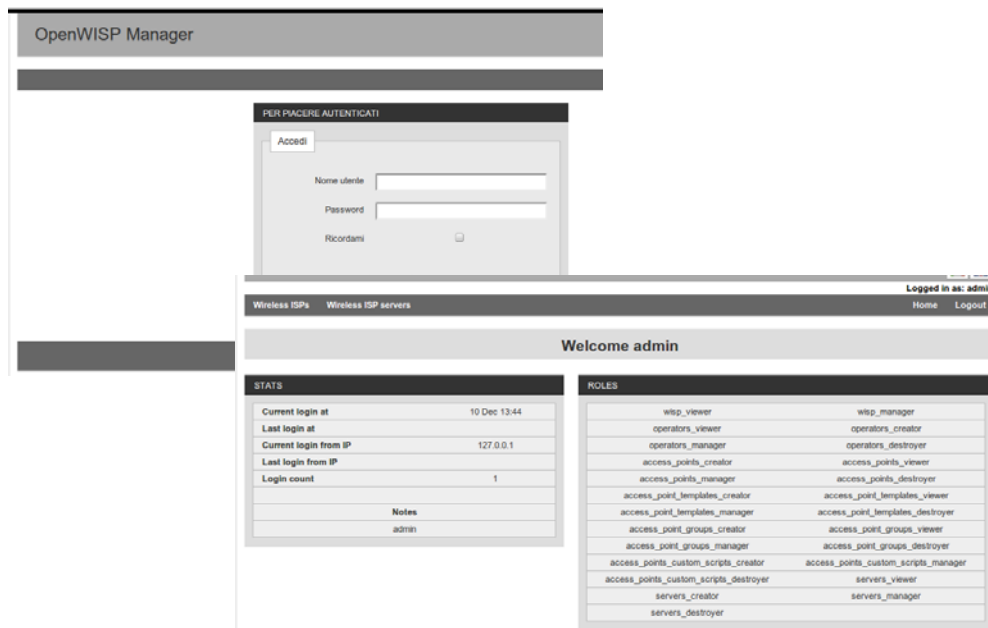 OpenWISP Manager
PER PIACERE AUTENTICATI
Accedi
Nome utente
Password
Ricordami
Logged in as: admi
Wireless ISPs Wireless ISP servers Home Logout
Welcome admin
STATS
Current login at 10 Dec 13:44
Last login at
Current login from IP 127.0.0.1
Last login from IP
Login count 1
Notes
admin
ROLES
wisp_viewer wisp_manager
operators_viewer operators_creator
operators_manager operators_destroyer
access_points_creator access_points_viewer
access_points_manager access_points_destroyer
access_point_templates_creator access_point_templates_viewer
access_point_templates_manager access_point_templates_destroyer
access_point_groups_creator access_point_groups_viewer
access_point_groups_manager access_point_groups_destroyer
access_points_custom_scripts_creator access_points_custom_scripts_manager
access_points_custom_scripts_destroyer servers_viewer
servers_creator servers_manager
servers_destroyer